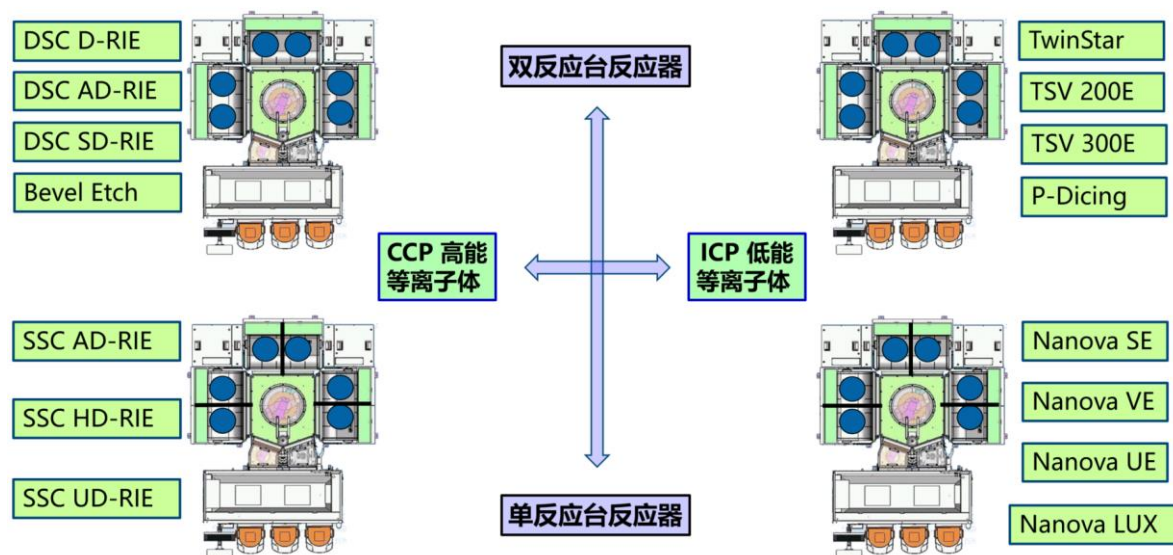 DSC D-RIE
DSC AD-RIE
DSC SD-RIE
Bevel Etch
双反应台反应器
TwinStar
TSV 200E
TSV 300E
P-Dicing
CCP 高能
等离子体
ICP 低能
等离子体
SSC AD-RIE
SSC HD-RIE
SSC UD-RIE
单反应台反应器
Nanova SE
Nanova VE
Nanova UE
Nanova LUX